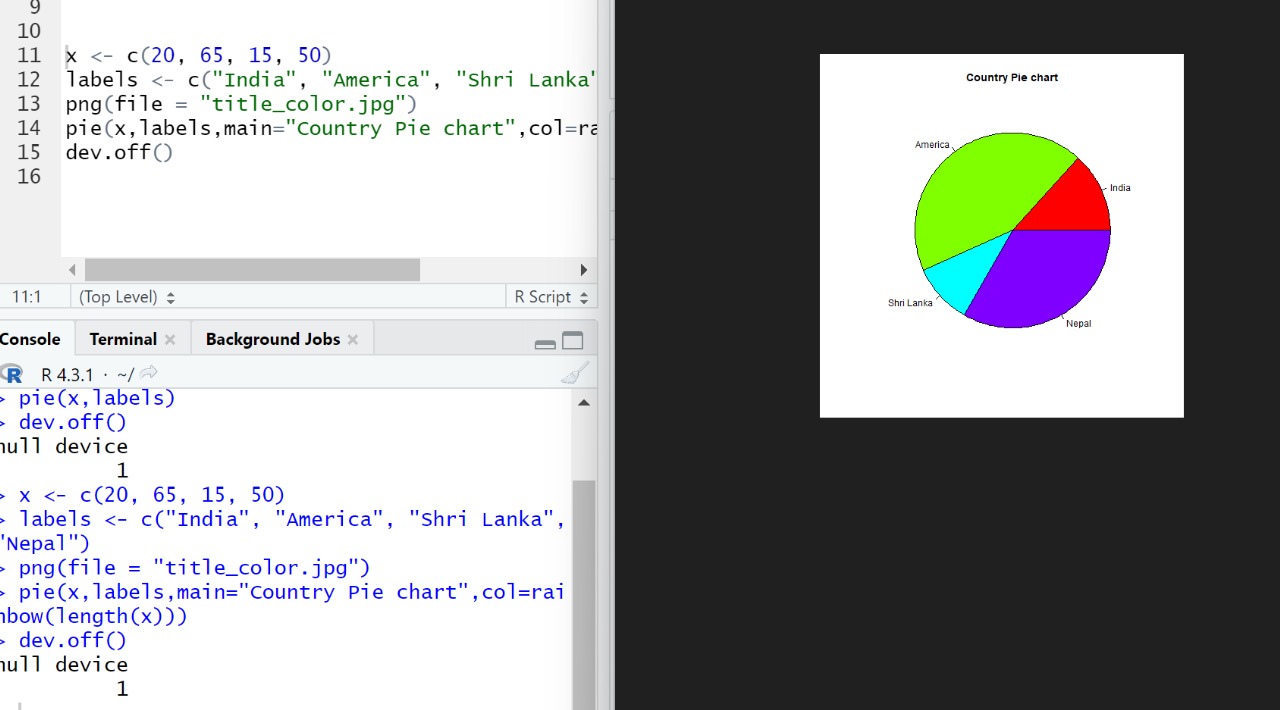 9
10
11 x <- c(20, 65, 15, 50)
12 labels <- c("India", "America", "Shri Lanka"
13 png(file = "title_color.jpg")
14 pie(x,labels,main="Country Pie chart",col=ra
15 dev.off()
16
11:1 (Top Level) R Script
Console Terminal Background Jobs
R R 4.3.1 · ~/
> pie(x,labels)
> dev.off()
null device
1
> x <- c(20, 65, 15, 50)
> labels <- c("India", "America", "Shri Lanka",
"Nepal")
> png(file = "title_color.jpg")
> pie(x,labels,main="Country Pie chart",col=rai
nbow(length(x)))
> dev.off()
null device
1
Country Pie chart
America
India
Shri Lanka
Nepal